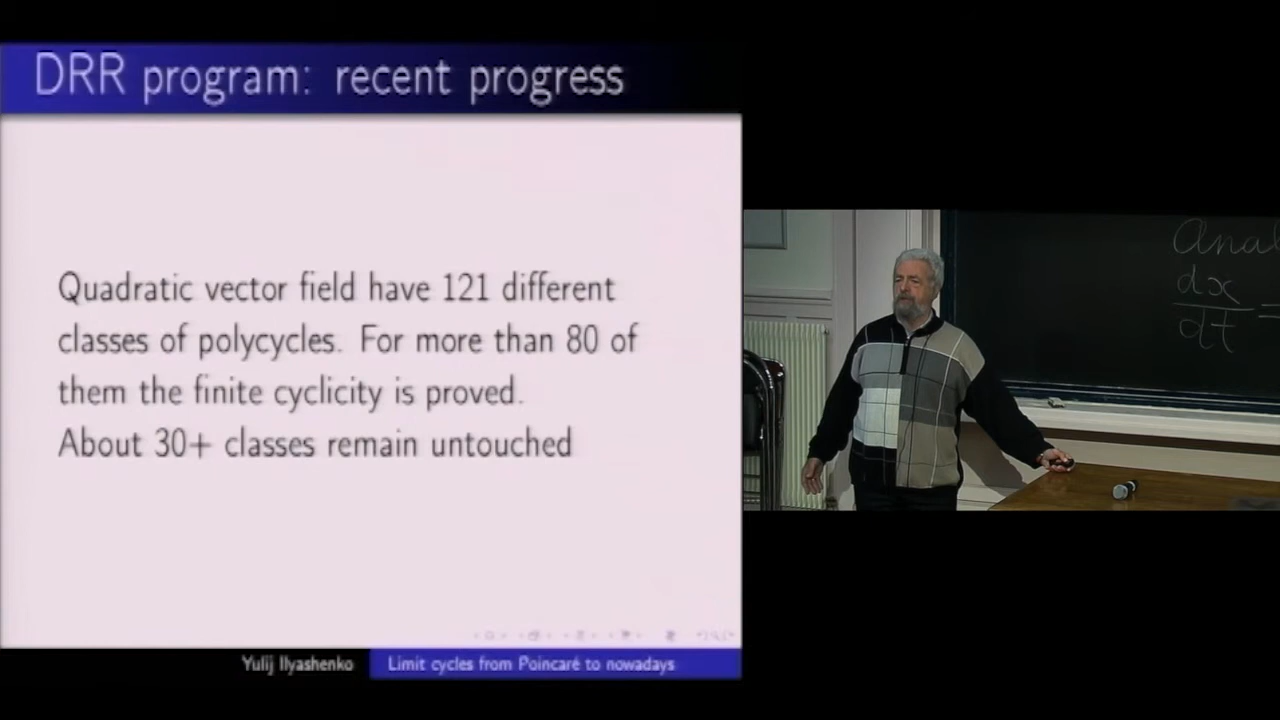 DRR program: recent progress
Quadratic vector field have 121 different
classes of polycycles. For more than 80 of
them the finite cyclicity is proved.
About 30+ classes remain untouched
Yulij Ilyashenko
Limit cycles from Poincaré to nowadays
dx
dt